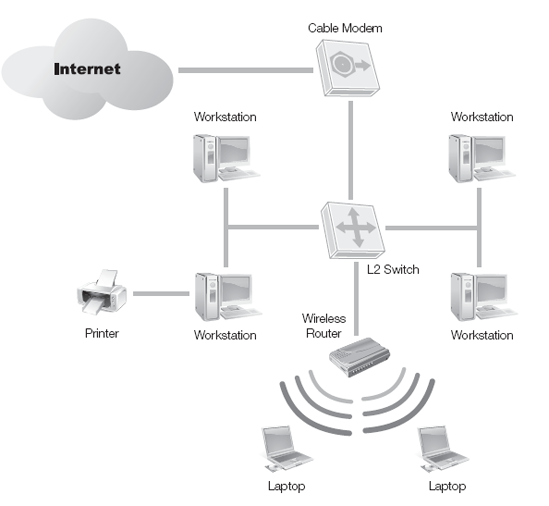 Cable Modem
Internet
Workstation
Workstation
L2 Switch
Printer
Workstation
Wireless
Router
Workstation
Laptop
Laptop